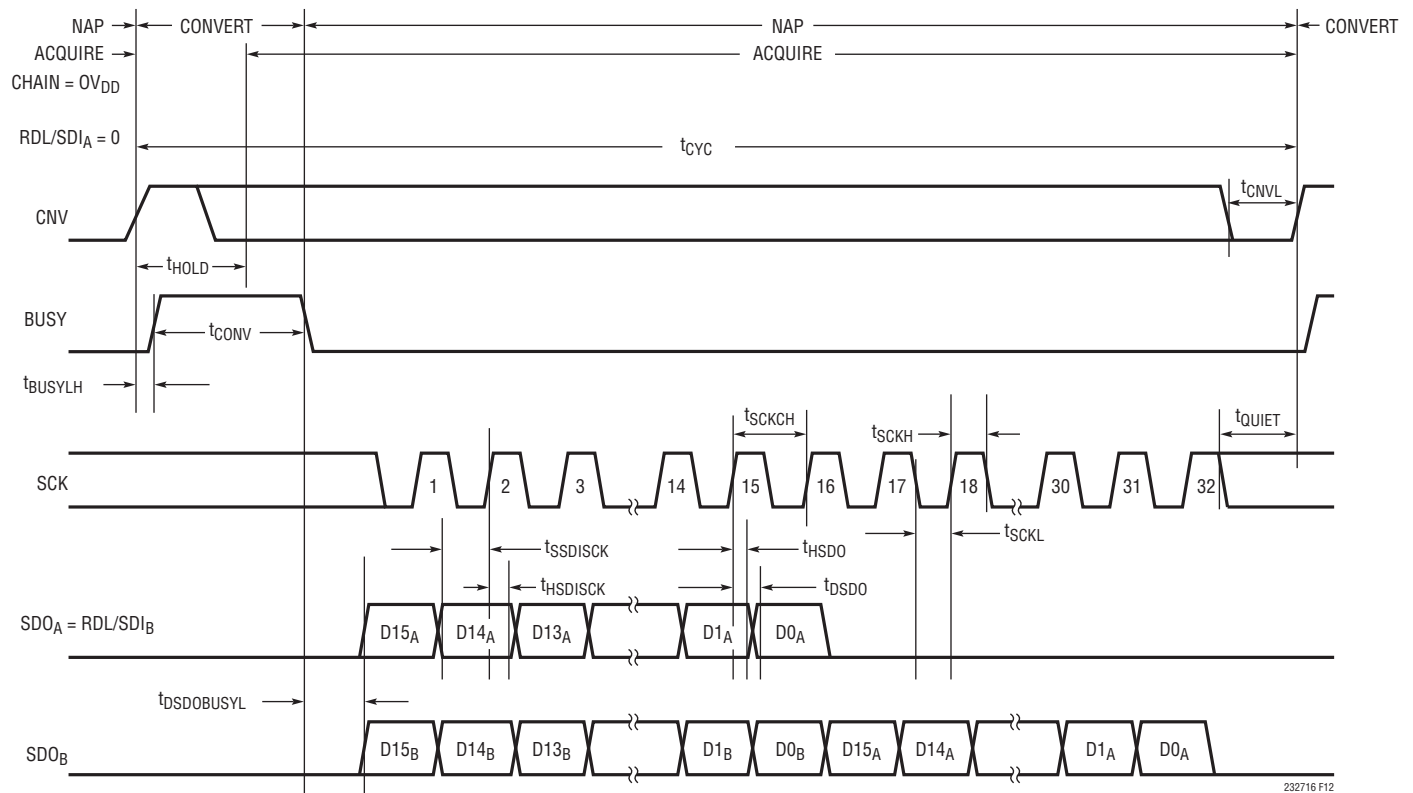 NAP CONVERT NAP CONVERT
ACQUIRE ACQUIRE
CHAIN = OVDD
RDL/SDIA = 0
tCYC
tCNVL
CNV
tHOLD
BUSY
tCONV
tBUSYLH
tSCKCH tSCKH tQUIET
SCK 1 2 3 14 15 16 17 18 30 31 32
tSSDISCK tHSDO tSCKL
tHSDISCK tDSDO
SDOA = RDL/SDIB D15A D14A D13A D1A D0A
tDSDOBUSYL
SDOB D15B D14B D13B D1B D0B D15A D14A D1A D0A
232716 F12